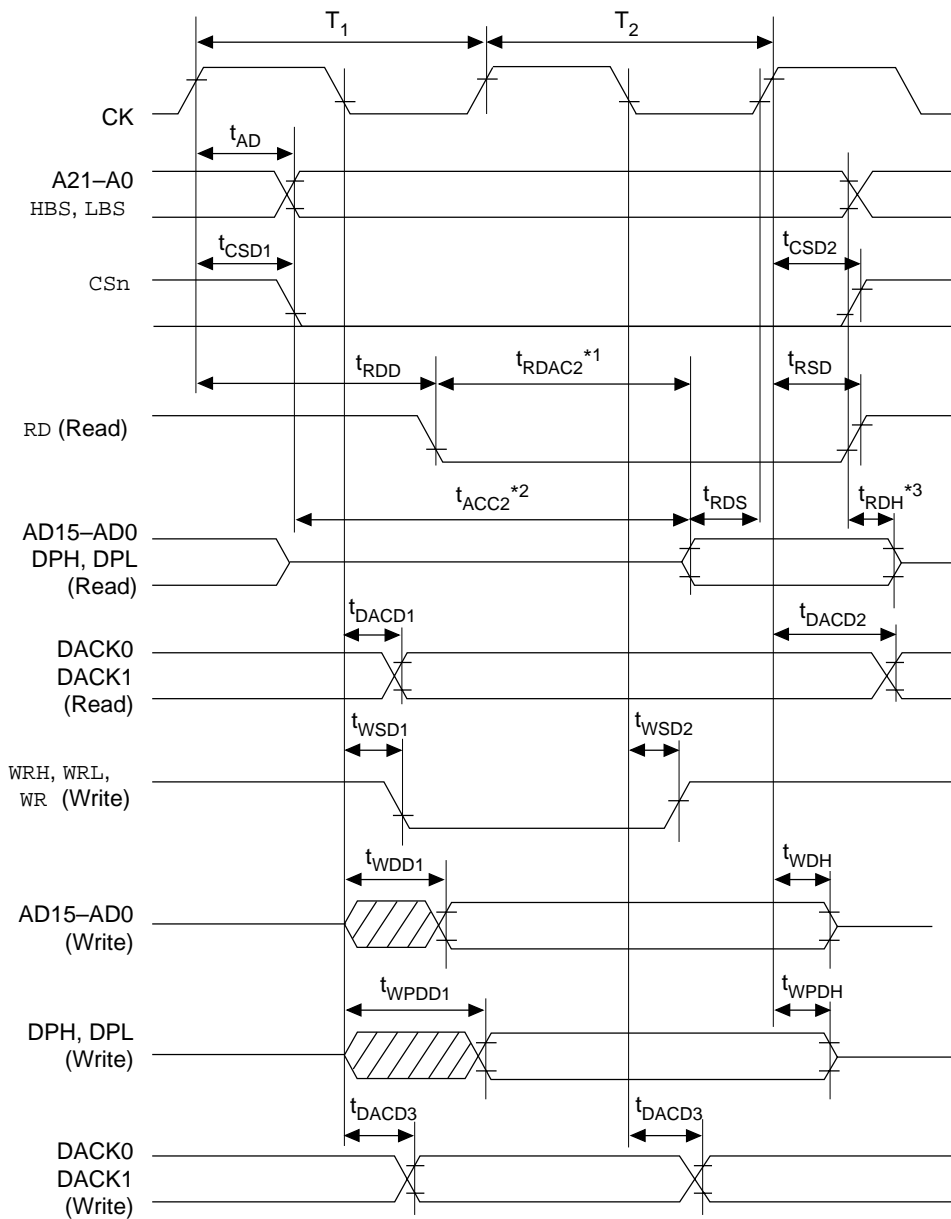 T1 T2
CK
tAD
A21–A0
HBS, LBS
tCSD1 tCSD2
CSn
tRDD tRDAC2*1 tRSD
RD (Read)
tACC2*2 tRDS tRDH*3
AD15–AD0
DPH, DPL
(Read)
tDACD1 tDACD2
DACK0
DACK1
(Read)
tWSD1 tWSD2
WRH, WRL,
WR (Write)
tWDD1 tWDH
AD15–AD0
(Write)
tWPDD1 tWPDH
DPH, DPL
(Write)
tDACD3 tDACD3
DACK0
DACK1
(Write)